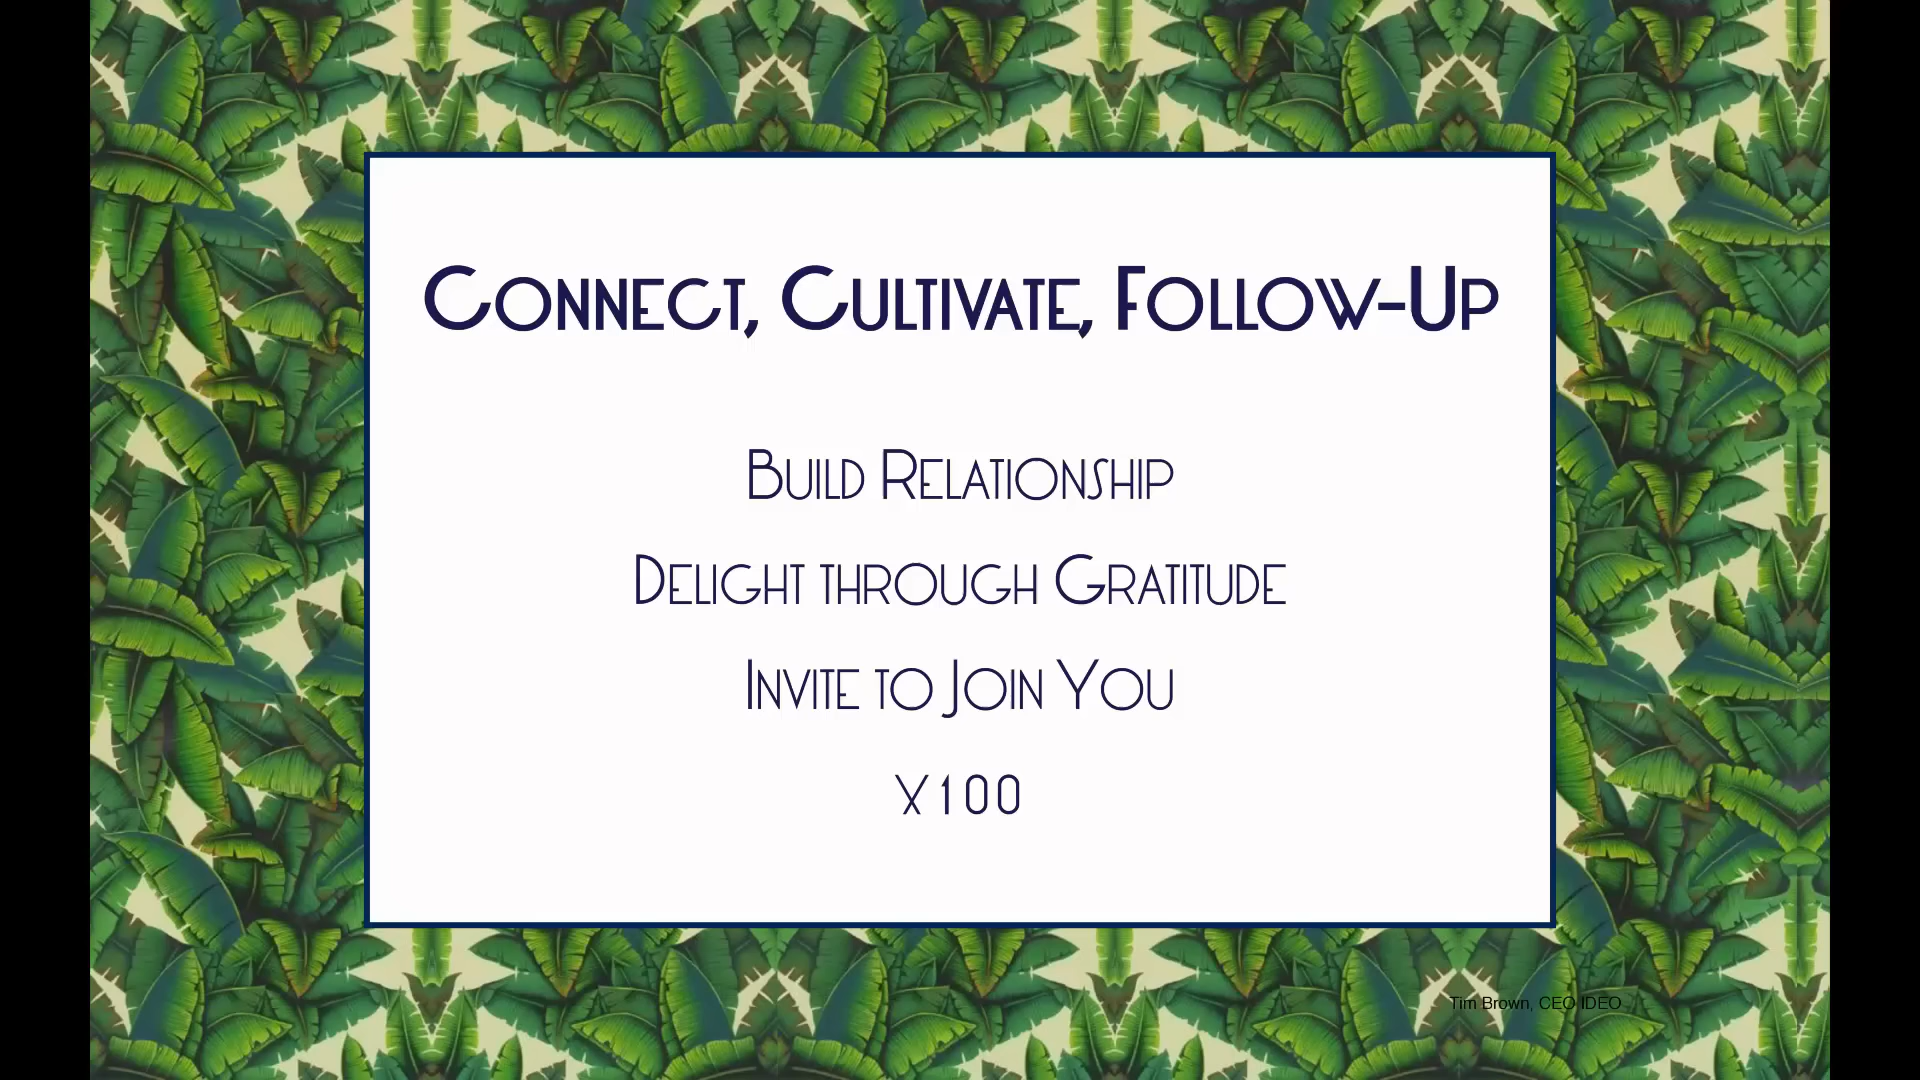 Connect, Cultivate, Follow-Up
Build Relationship
Delight through Gratitude
Invite to Join You
X100
Tim Brown, CEO IDEO